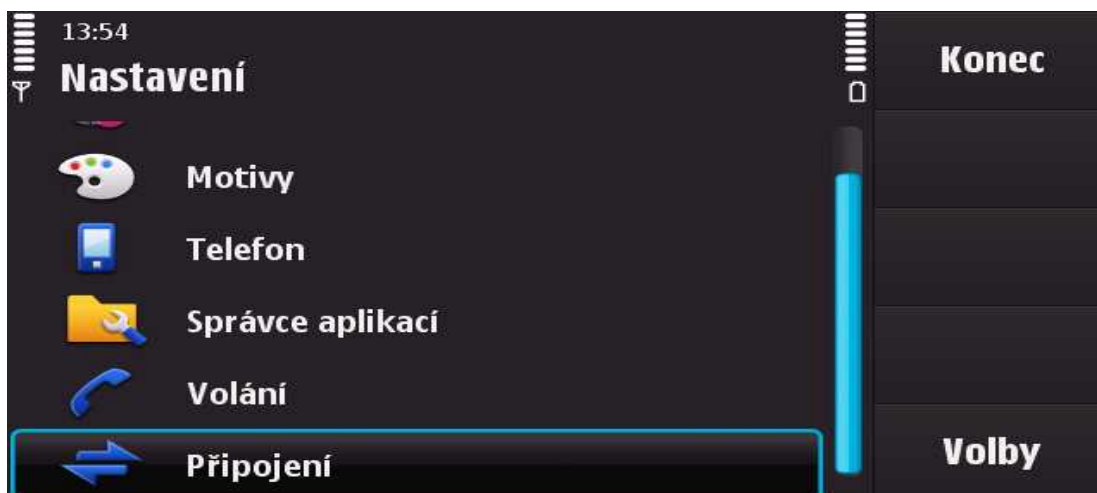 13:54
Nastavení
Konec
Motivy
Telefon
Správce aplikací
Volání
Připojení
Volby